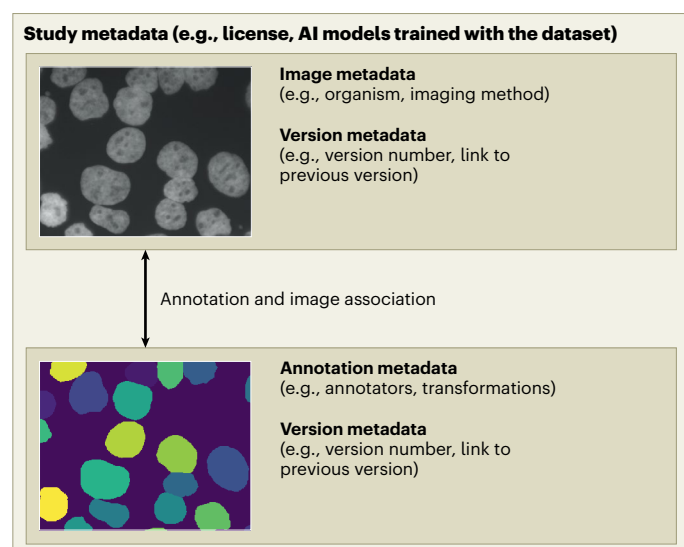 Study metadata (e.g., license, AI models trained with the dataset)
Image metadata
(e.g., organism, imaging method)
Version metadata
(e.g., version number, link to
previous version)
Annotation and image association
Annotation metadata
(e.g., annotators, transformations)
Version metadata
(e.g., version number, link to
previous version)